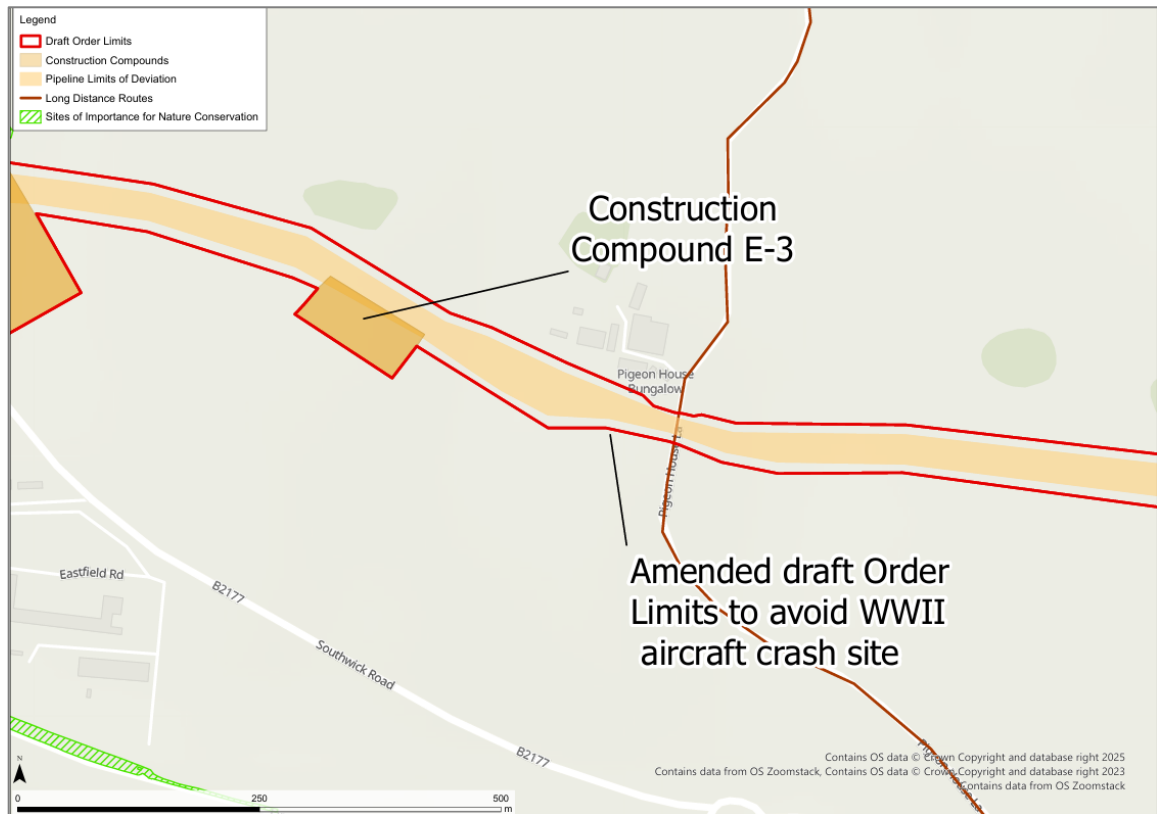 Legend
Draft Order Limits
Construction Compounds
Pipeline Limits of Deviation
Long Distance Routes
Sites of Importance for Nature Conservation
Construction
Compound E-3
Pigeon House
Bungalow
Pigeon House La
Amended draft Order
Limits to avoid WWII
aircraft crash site
Eastfield Rd
B2177
Southwick Road
B2177
Pigeon House La
Contains OS data © Crown Copyright and database right 2025
Contains data from OS Zoomstack, Contains OS data © Crown Copyright and database right 2023
Contains data from OS Zoomstack
N
0
250
500
m